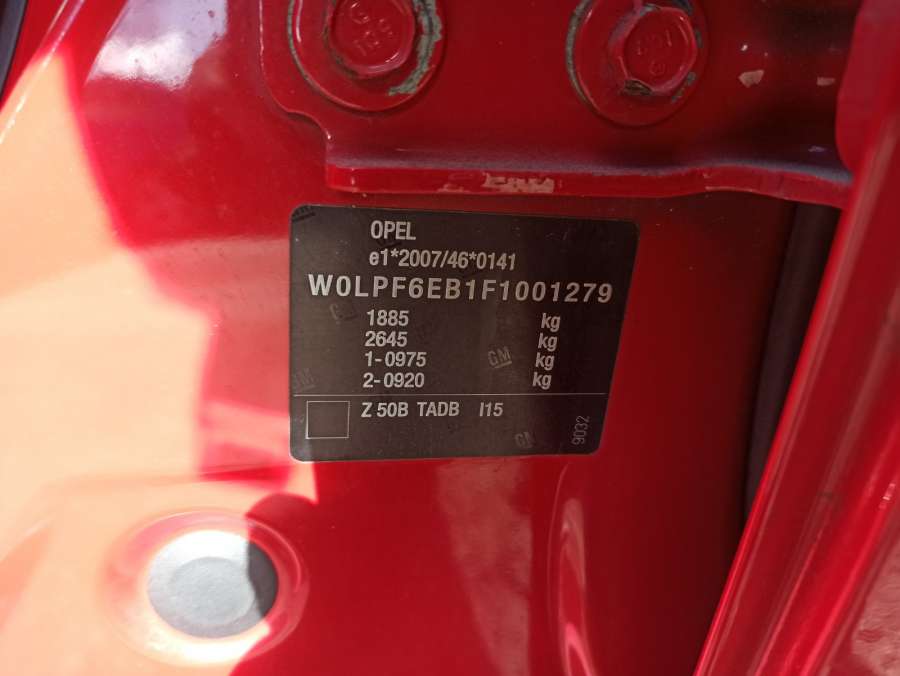 OPEL
e1*2007/46*0141
W0LPF6EB1F1001279
1885 kg
2645 kg
1-0975 kg
2-0920 kg
Z 50B TADB I15
9032
GM
GM
GM